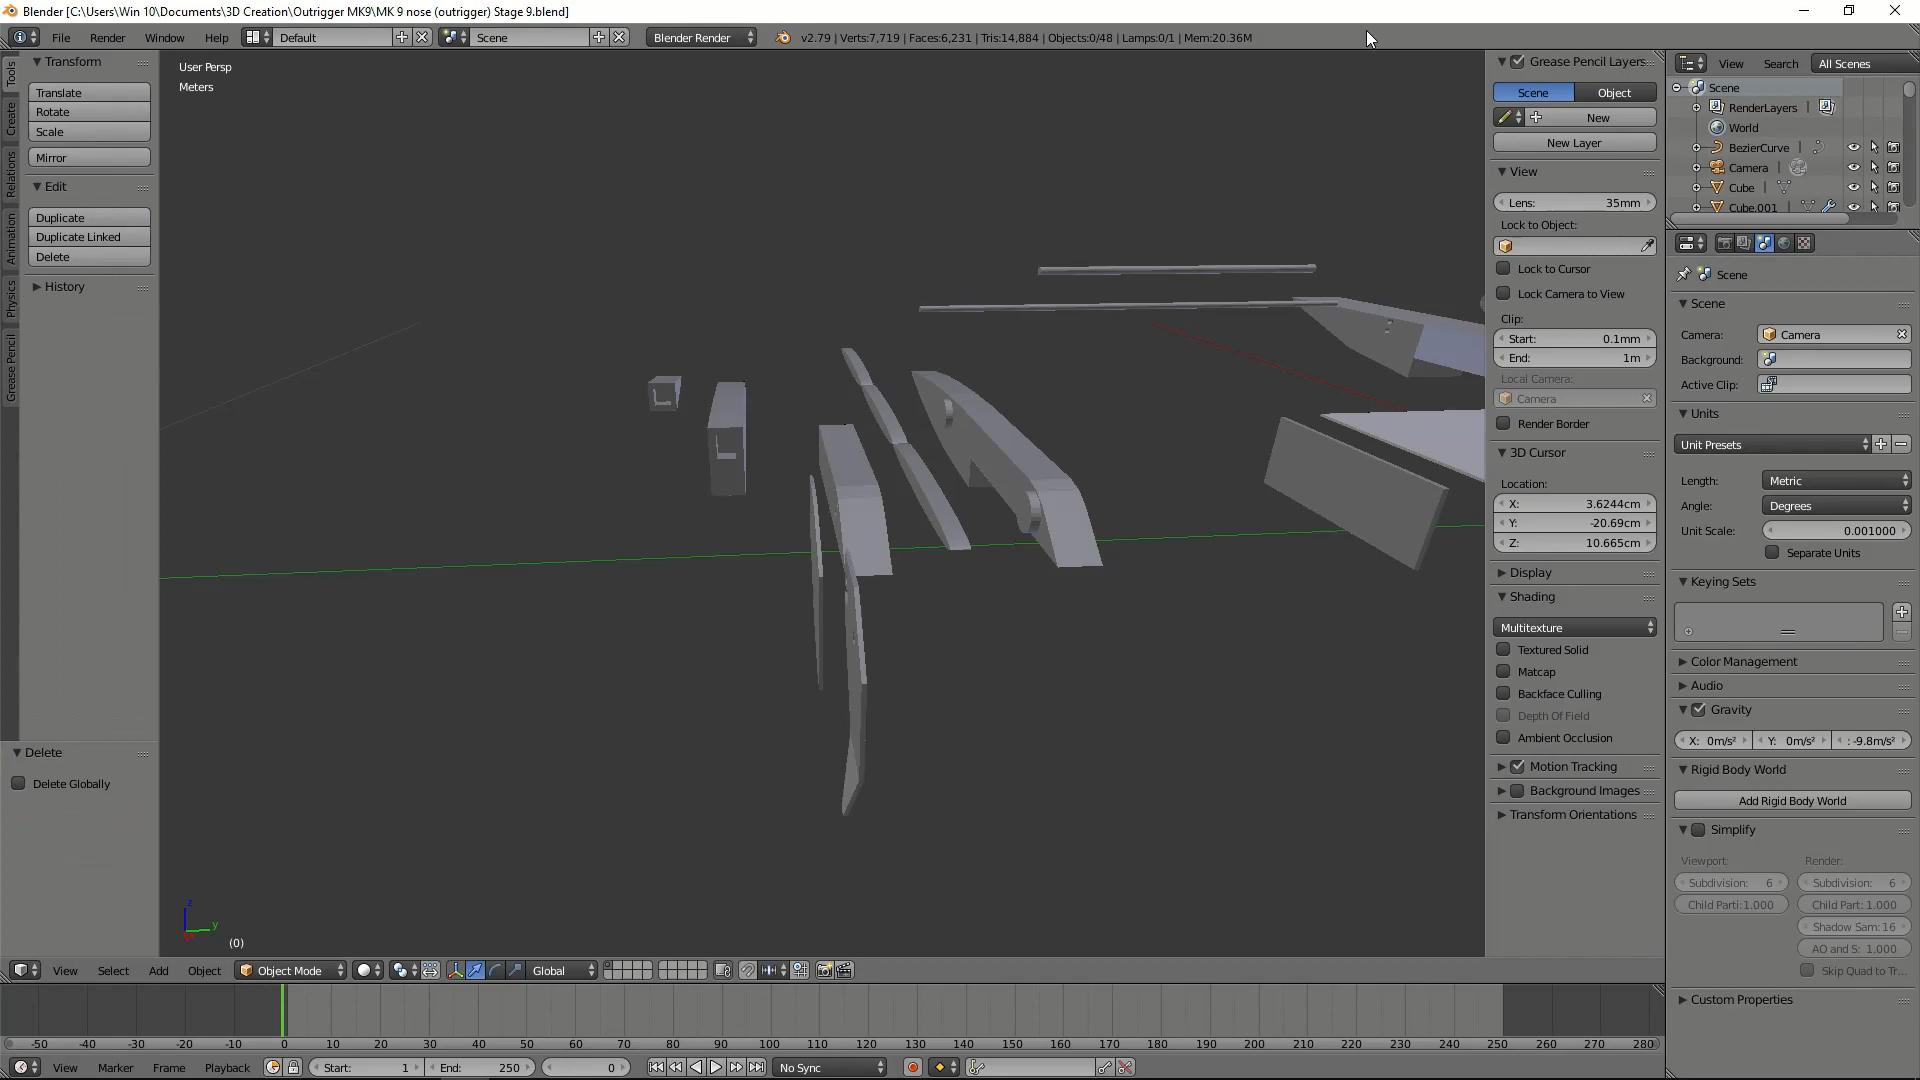 Blender [C:\Users\Win 10\Documents\3D Creation\Outrigger MK9\MK 9 nose (outrigger) Stage 9.blend]
File Render Window Help Default Scene Blender Render v2.79 | Verts:7,719 | Faces:6,231 | Tris:14,884 | Objects:0/48 | Lamps:0/1 | Mem:20.36M
Tools
Create
Relations
Animation
Physics
Grease Pencil
Transform
Translate
Rotate
Scale
Mirror
Edit
Duplicate
Duplicate Linked
Delete
History
Delete
Delete Globally
User Persp
Meters
z
y
(0)
View Select Add Object Object Mode Global
Grease Pencil Layers
Scene Object
New
New Layer
View
Lens: 35mm
Lock to Object:
Lock to Cursor
Lock Camera to View
Clip:
Start: 0.1mm
End: 1m
Local Camera:
Camera
Render Border
3D Cursor
Location:
X: 3.6244cm
Y: -20.69cm
Z: 10.665cm
Display
Shading
Multitexture
Textured Solid
Matcap
Backface Culling
Depth Of Field
Ambient Occlusion
Motion Tracking
Background Images
Transform Orientations
View Search All Scenes
Scene
RenderLayers
World
BezierCurve
Camera
Cube
Cube.001
Scene
Scene
Camera: Camera
Background:
Active Clip:
Units
Unit Presets
Length: Metric
Angle: Degrees
Unit Scale: 0.001000
Separate Units
Keying Sets
Color Management
Audio
Gravity
X: 0m/s² Y: 0m/s² : -9.8m/s²
Rigid Body World
Add Rigid Body World
Simplify
Viewport: Render:
Subdivision: 6 Subdivision: 6
Child Parti:1.000 Child Part: 1.000
Shadow Sam: 16
AO and S: 1.000
Skip Quad to Tr...
Custom Properties
-50 -40 -30 -20 -10 0 10 20 30 40 50 60 70 80 90 100 110 120 130 140 150 160 170 180 190 200 210 220 230 240 250 260 270 280
View Marker Frame Playback Start: 1 End: 250 0 No Sync